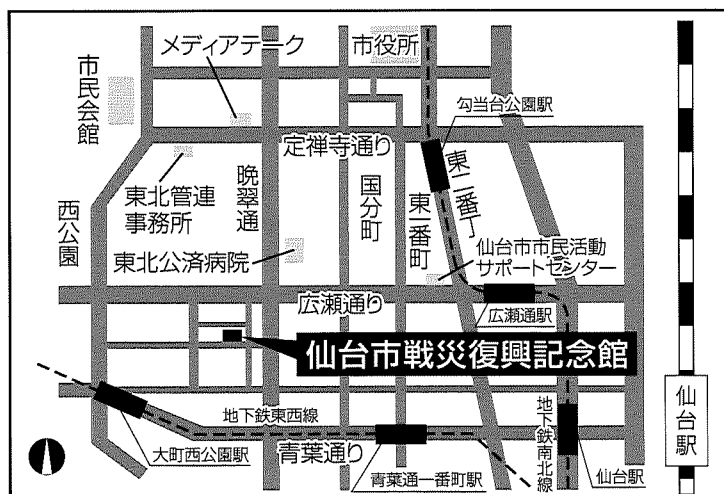 メディアテーク
市役所
市民会館
勾当台公園駅
定禅寺通り
東二番丁
東北管連
事務所
晩翠通
国分町
東一番町
西公園
東北公済病院
仙台市市民活動
サポートセンター
広瀬通り
広瀬通駅
仙台市戦災復興記念館
仙台駅
地下鉄東西線
大町西公園駅
青葉通り
青葉通一番町駅
地下鉄南北線
仙台駅